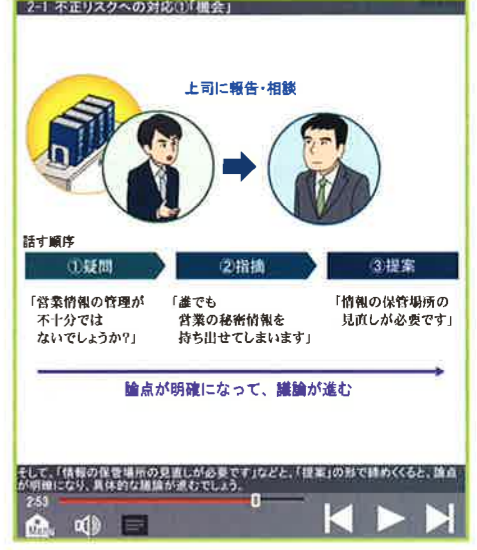 2-1 不正リスクへの対応①「機会」
上司に報告・相談
話す順序
①疑問
②指摘
③提案
「営業情報の管理が
不十分では
ないでしょうか?」
「誰でも
営業の秘密情報を
持ち出せてしまいます」
「情報の保管場所の
見直しが必要です」
論点が明確になって、議論が進む
そして、「情報の保管場所の見直しが必要です」などと、「提案」の形で締めくくると、論点
が明確になり、具体的な議論が進むでしょう。
2:53
Menu